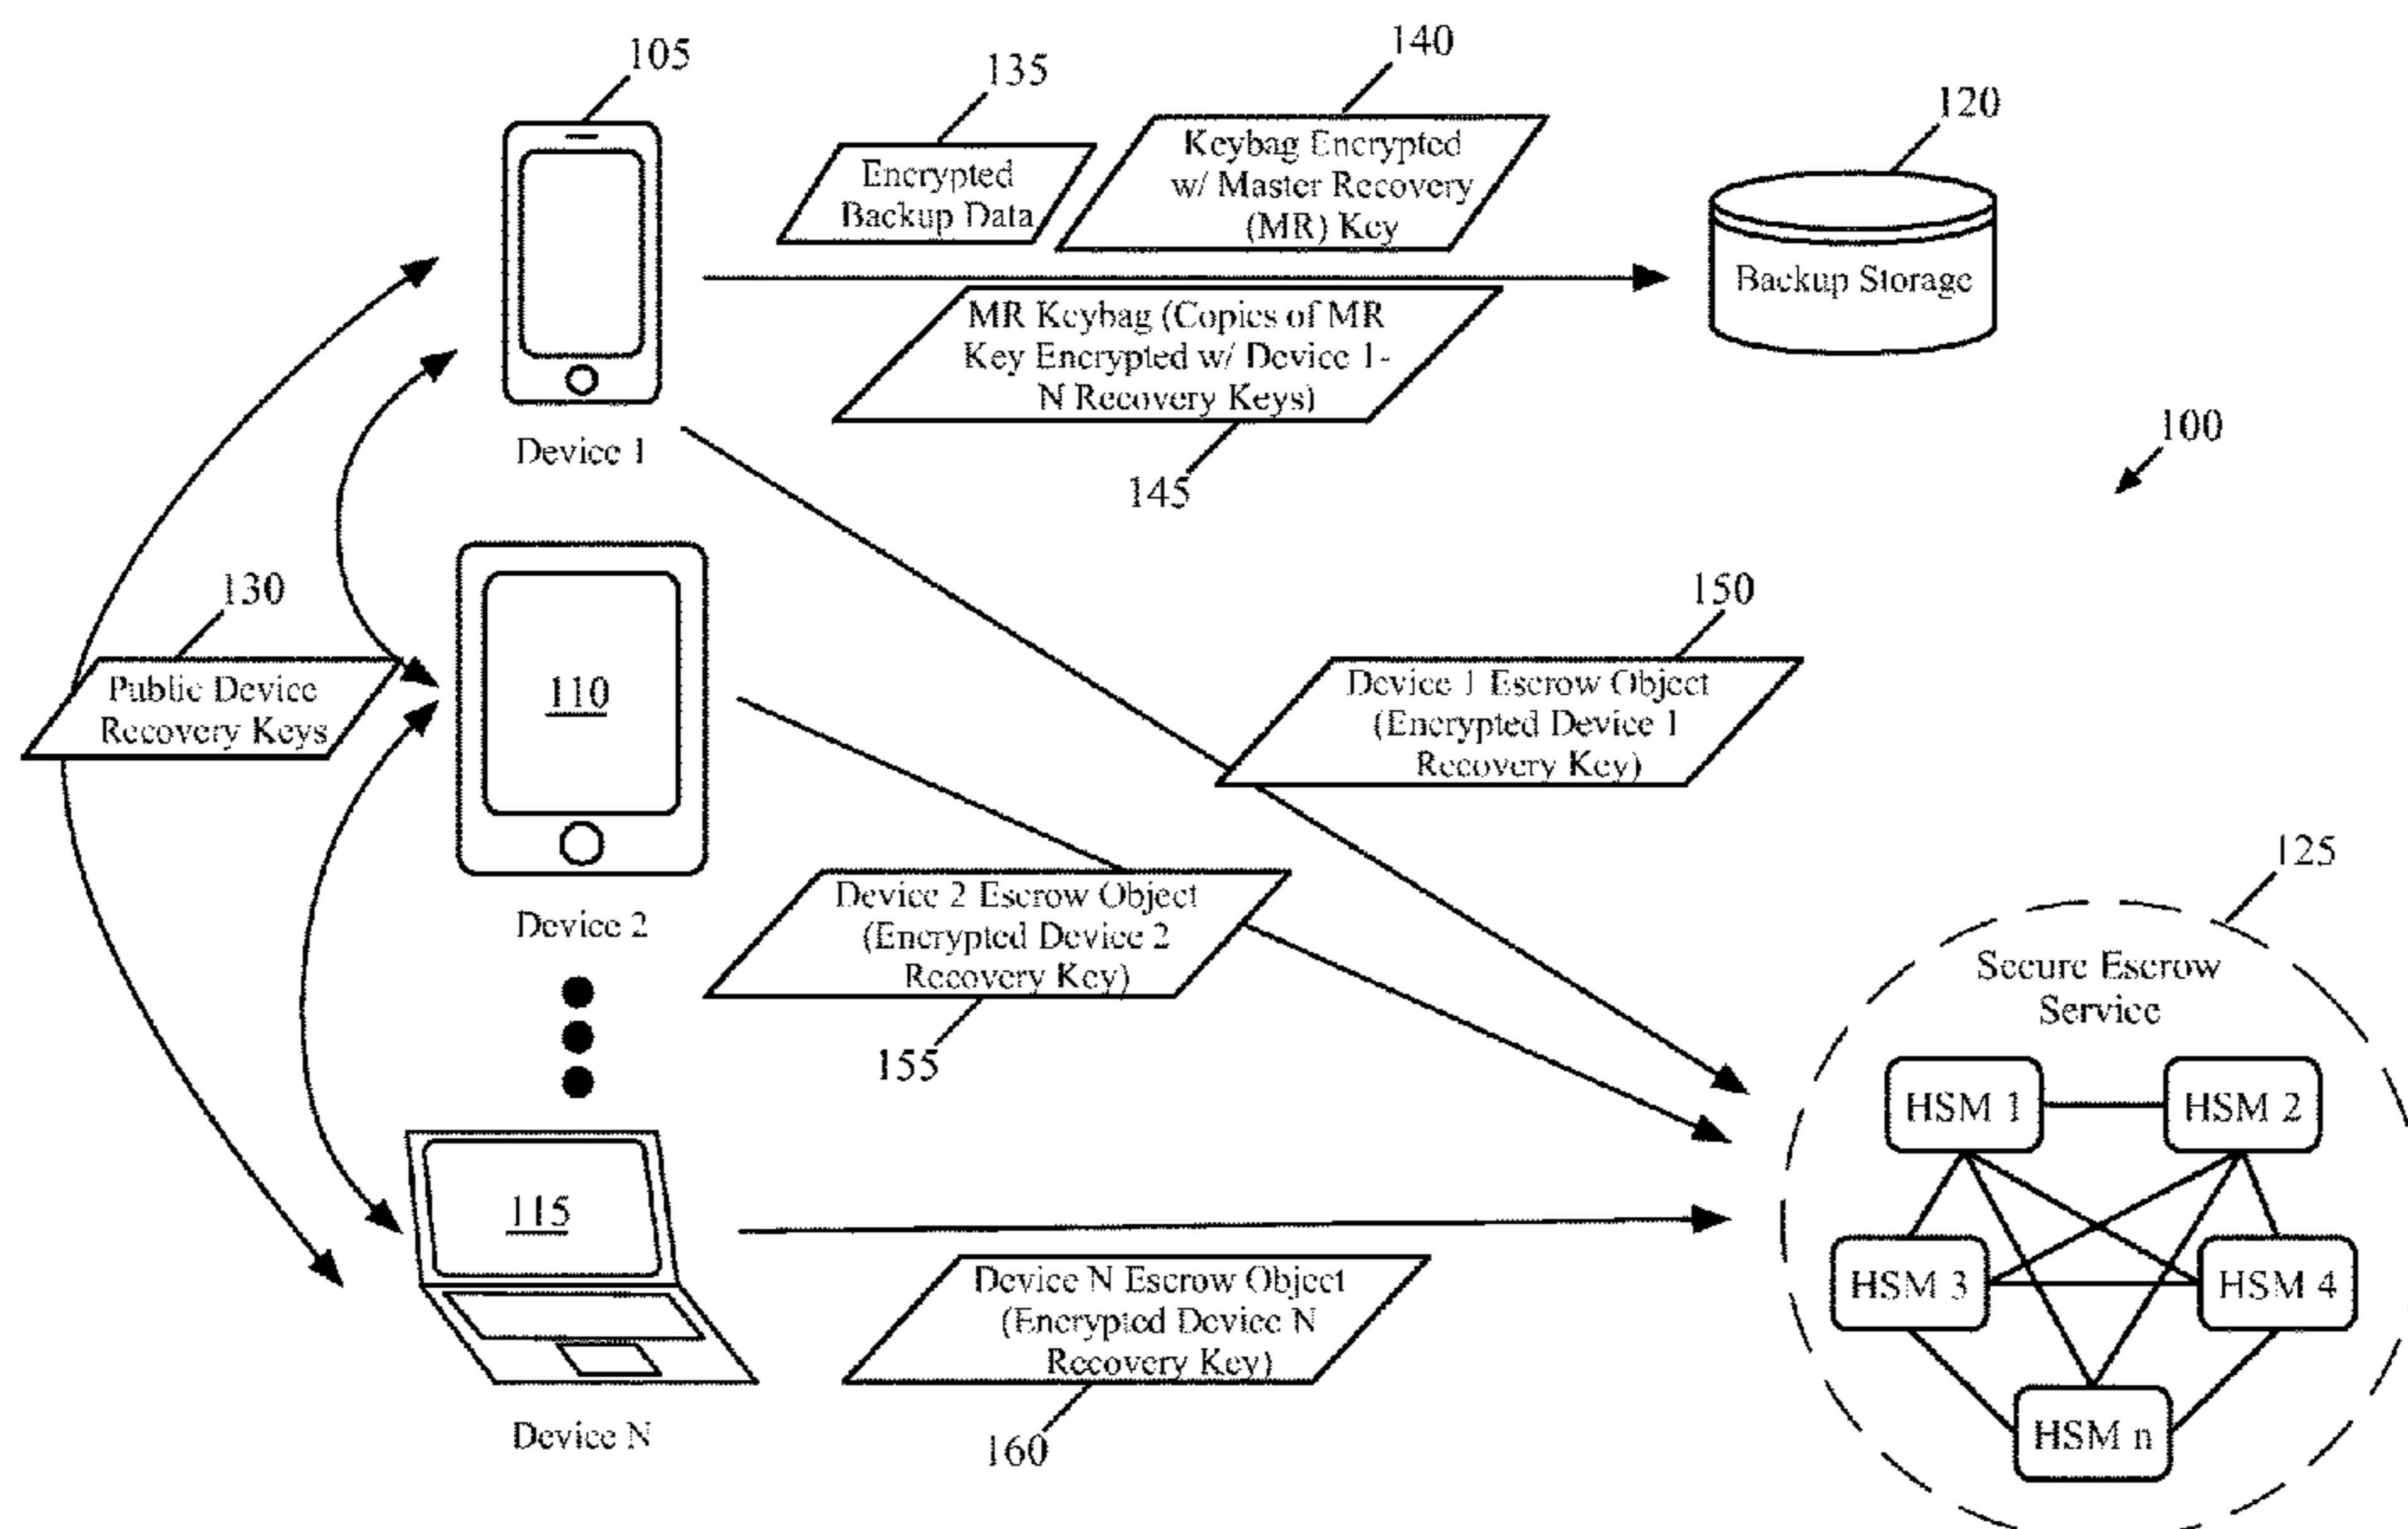 105
135
140
120
Encrypted
Backup Data
Keybag Encrypted
w/ Master Recovery
(MR) Key
Backup Storage
MR Keybag (Copies of MR
Key Encrypted w/ Device 1-
N Recovery Keys)
145
Device 1
100
130
Public Device
Recovery Keys
110
Device 2
150
Device 1 Escrow Object
(Encrypted Device 1
Recovery Key)
Device 2 Escrow Object
(Encrypted Device 2
Recovery Key)
155
125
Secure Escrow
Service
HSM 1
HSM 2
HSM 3
HSM 4
HSM n
115
Device N
Device N Escrow Object
(Encrypted Device N
Recovery Key)
160